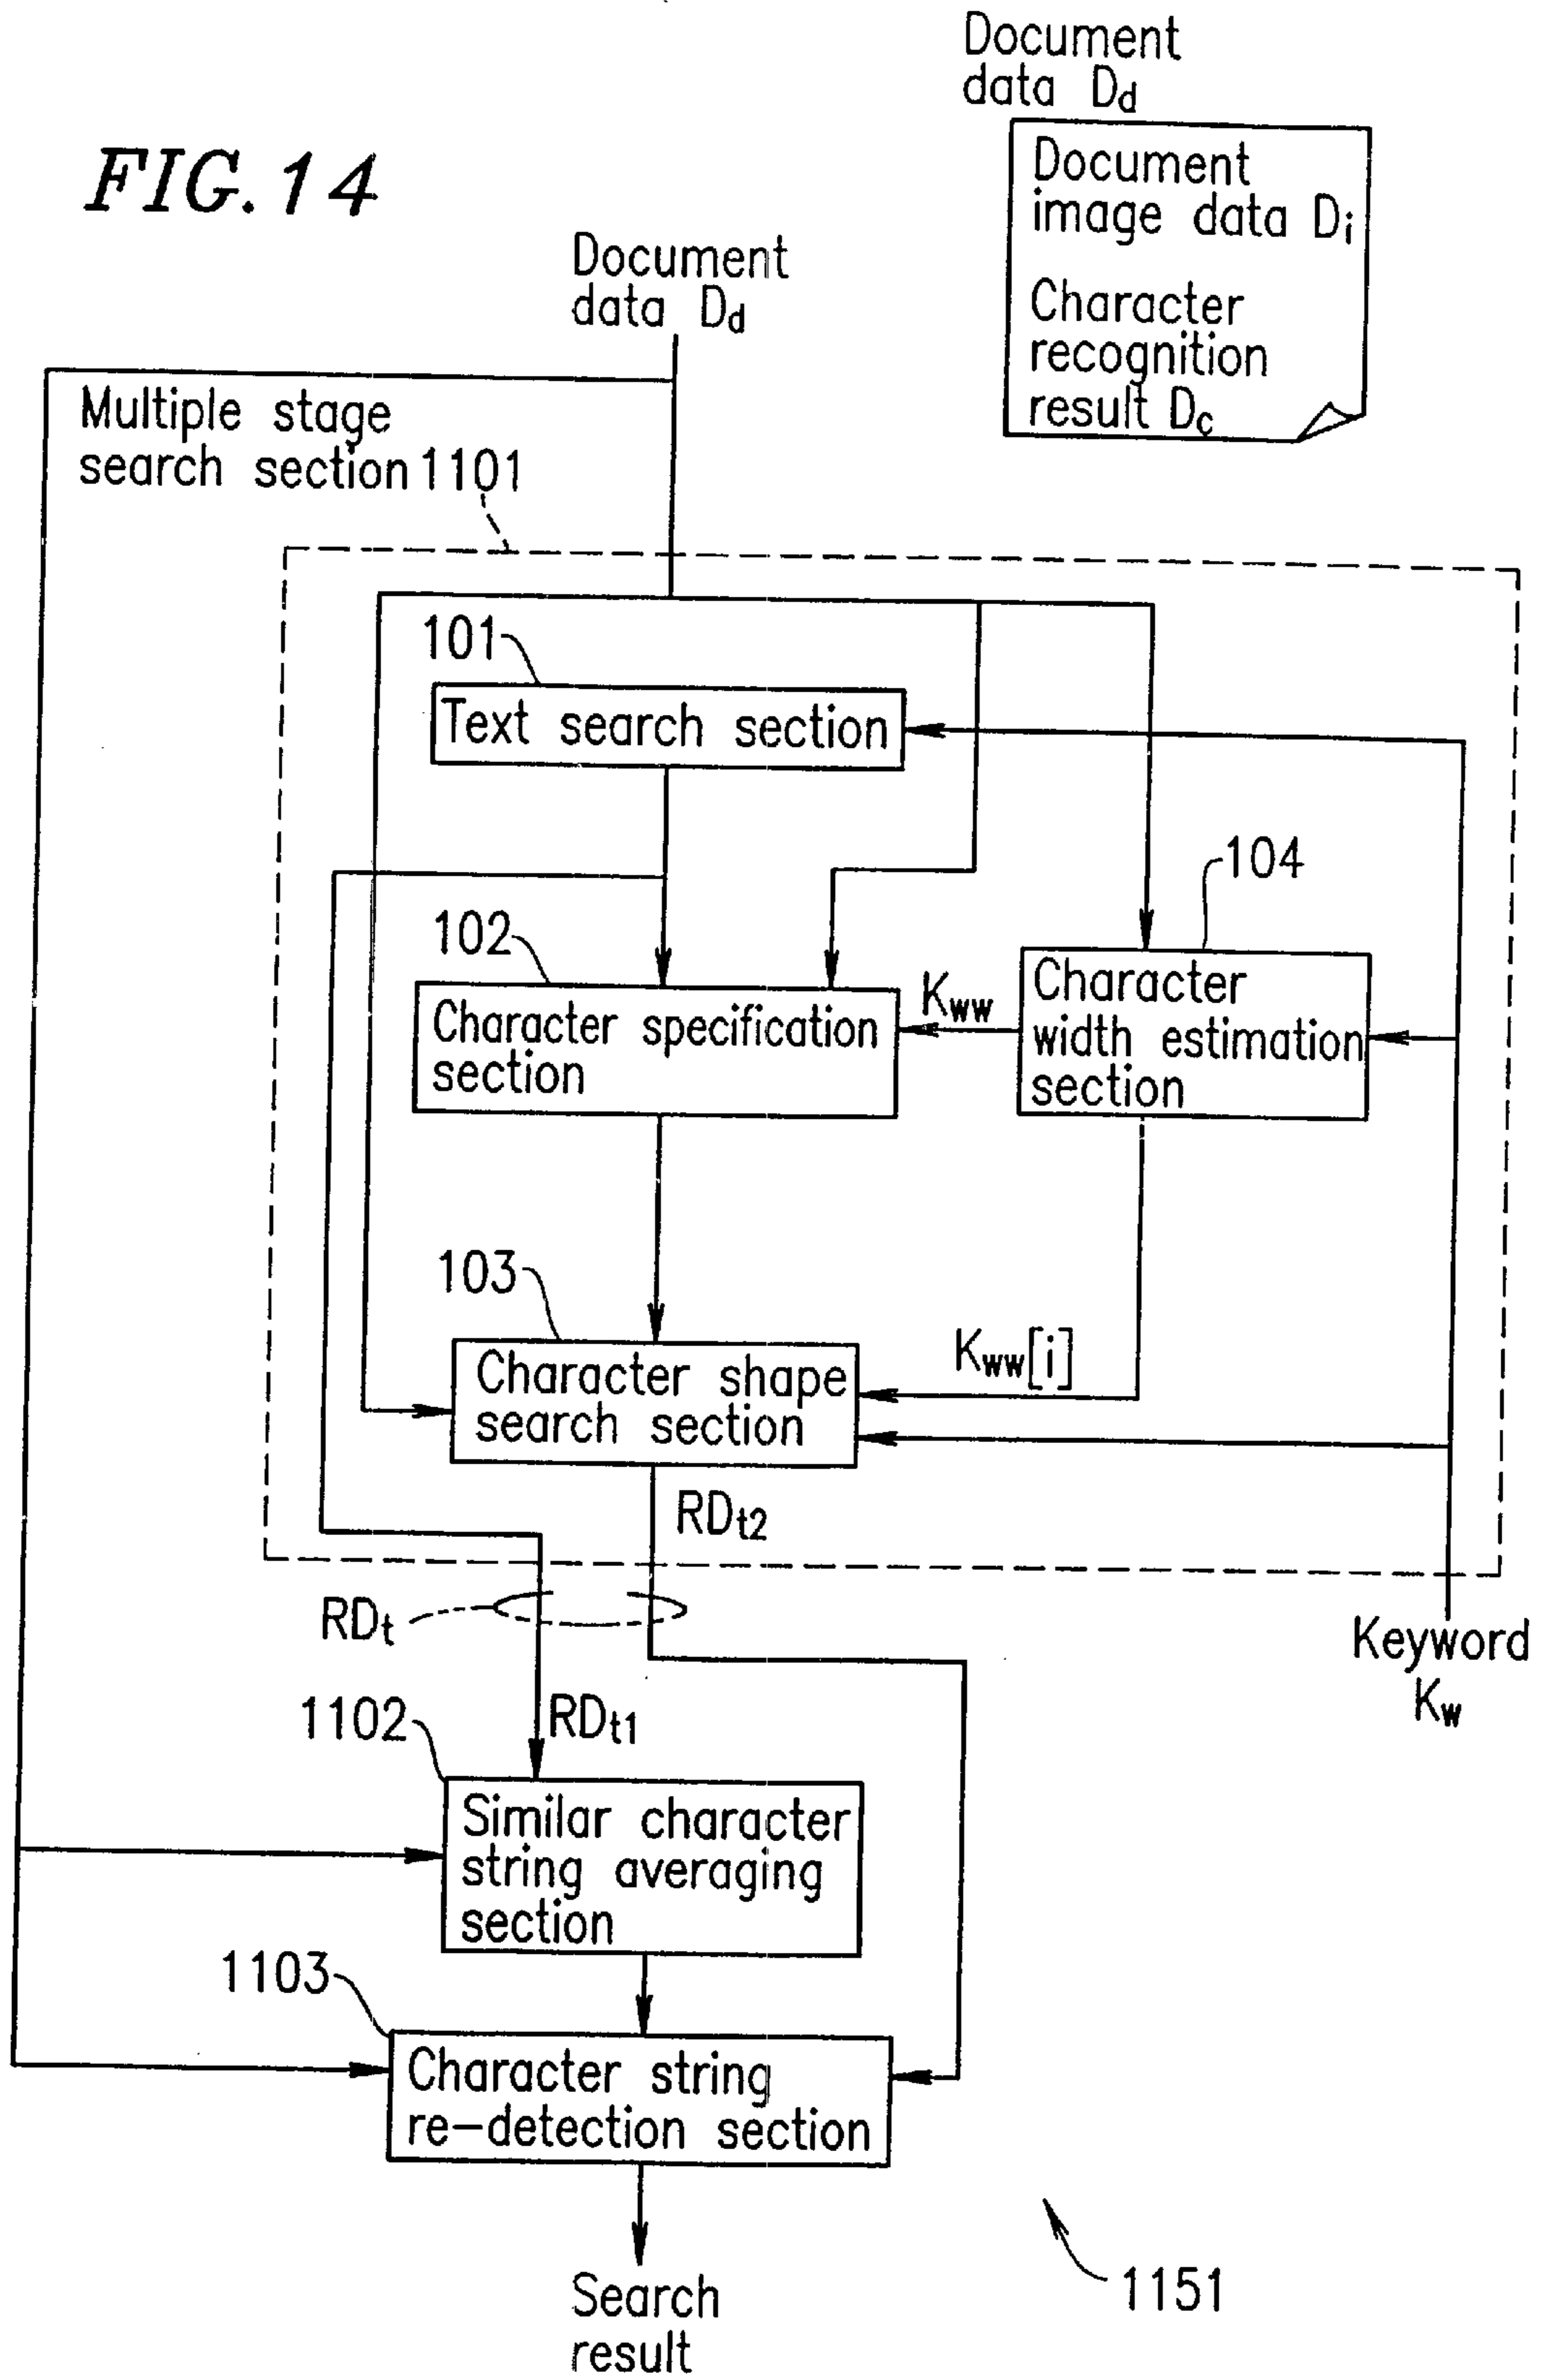 FIG.14
Document
data Dd
Document
image data Di
Character
recognition
result Dc
Document
data Dd
Multiple stage
search section 1101
101
Text search section
104
102
Character specification
section
Kww
Character
width estimation
section
103
Character shape
search section
Kww[i]
RDt2
RDt
Keyword
Kw
RDt1
1102
Similar character
string averaging
section
1103
Character string
re-detection section
1151
Search
result